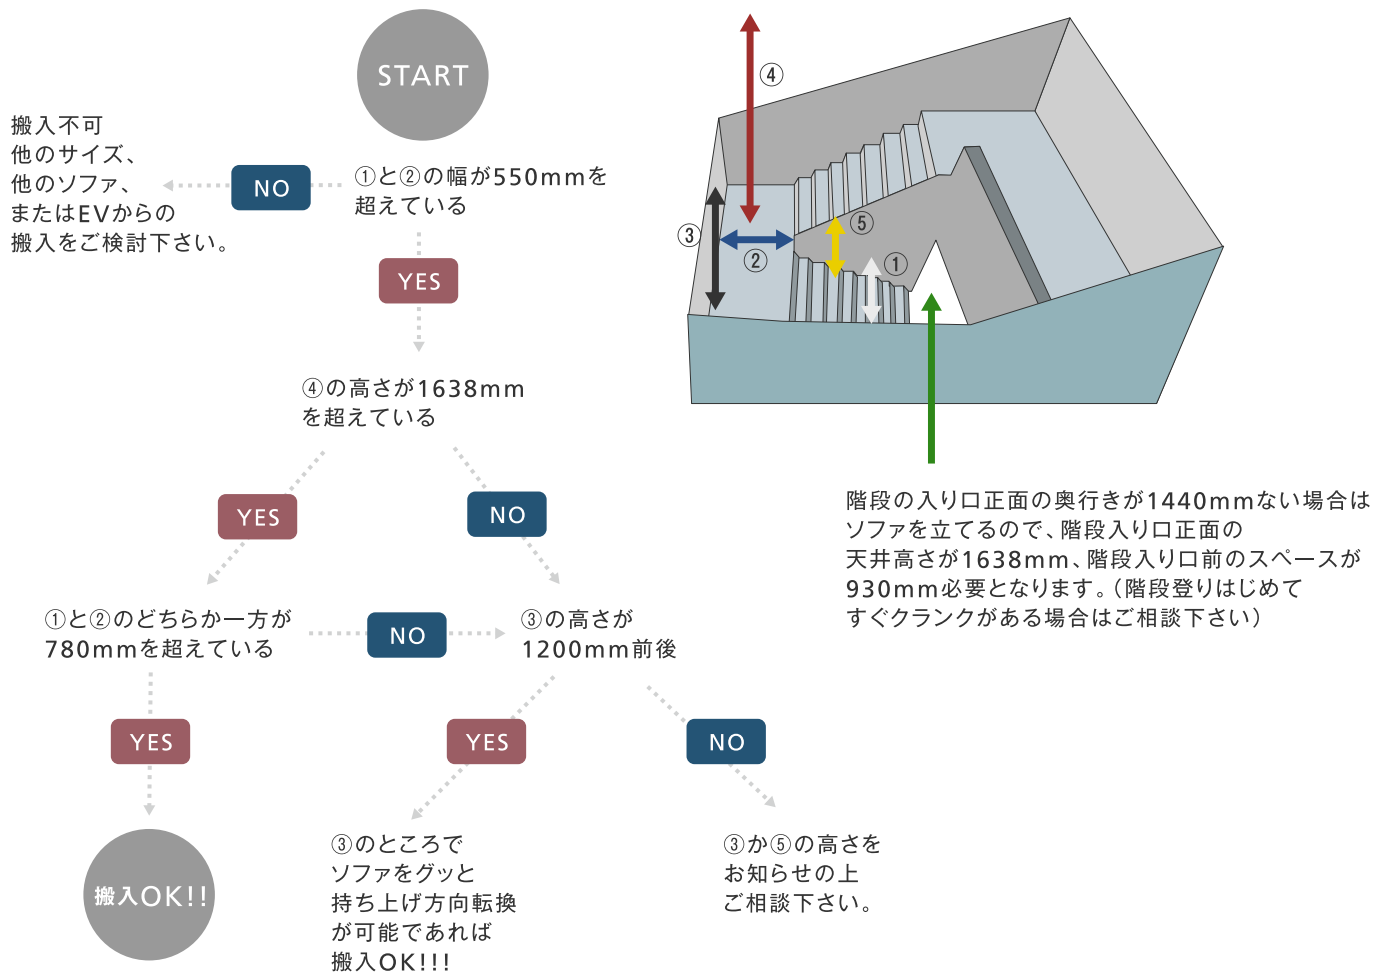 START
搬入不可
他のサイズ、
他のソファ、
またはEVからの
搬入をご検討下さい。
NO
①と②の幅が550mmを
超えている
YES
④の高さが1638mm
を超えている
YES
NO
①と②のどちらか一方が
780mmを超えている
NO
③の高さが
1200mm前後
YES
YES
NO
搬入OK!!
③のところで
ソファをグッと
持ち上げ方向転換
が可能であれば
搬入OK!!!
③か⑤の高さを
お知らせの上
ご相談下さい。
④
③
②
⑤
①
階段の入り口正面の奥行きが1440mmない場合は
ソファを立てるので、階段入り口正面の
天井高さが1638mm、階段入り口前のスペースが
930mm必要となります。（階段登りはじめて
すぐクランクがある場合はご相談下さい）